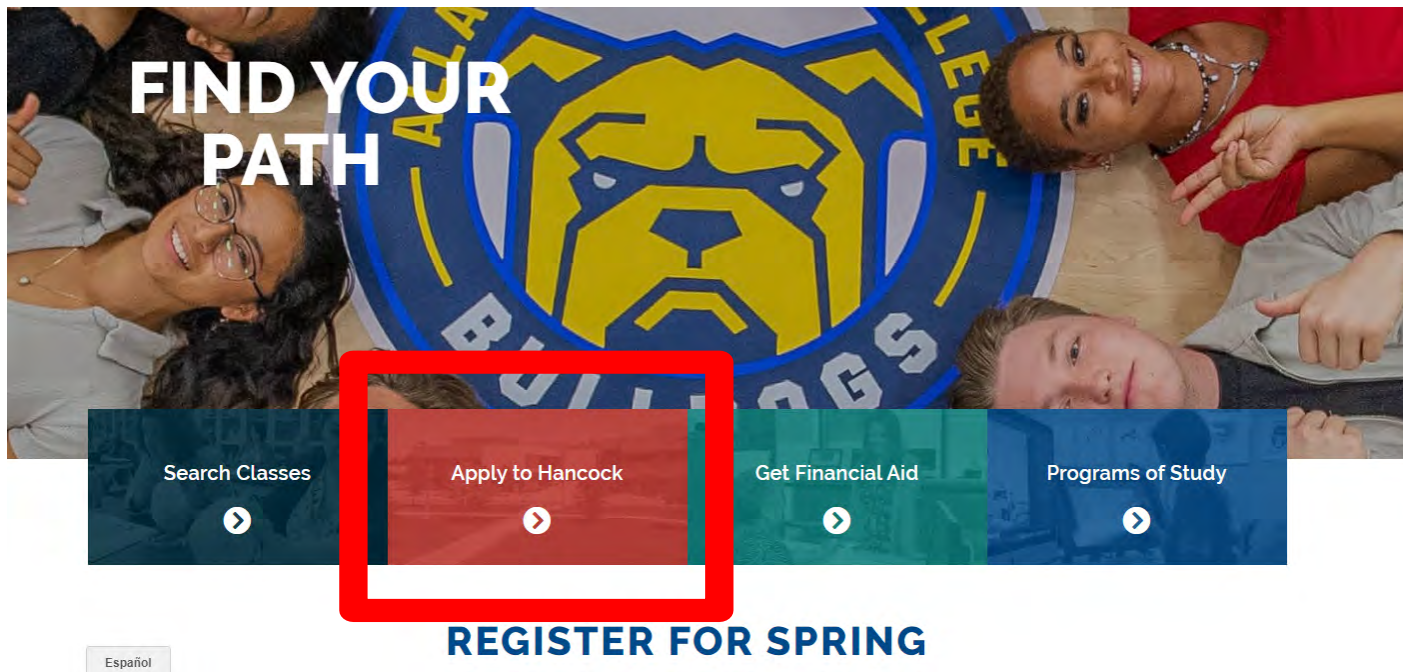 FIND YOUR
PATH
LEGE
BULLDOGS
Search Classes
Apply to Hancock
Get Financial Aid
Programs of Study
REGISTER FOR SPRING
Español